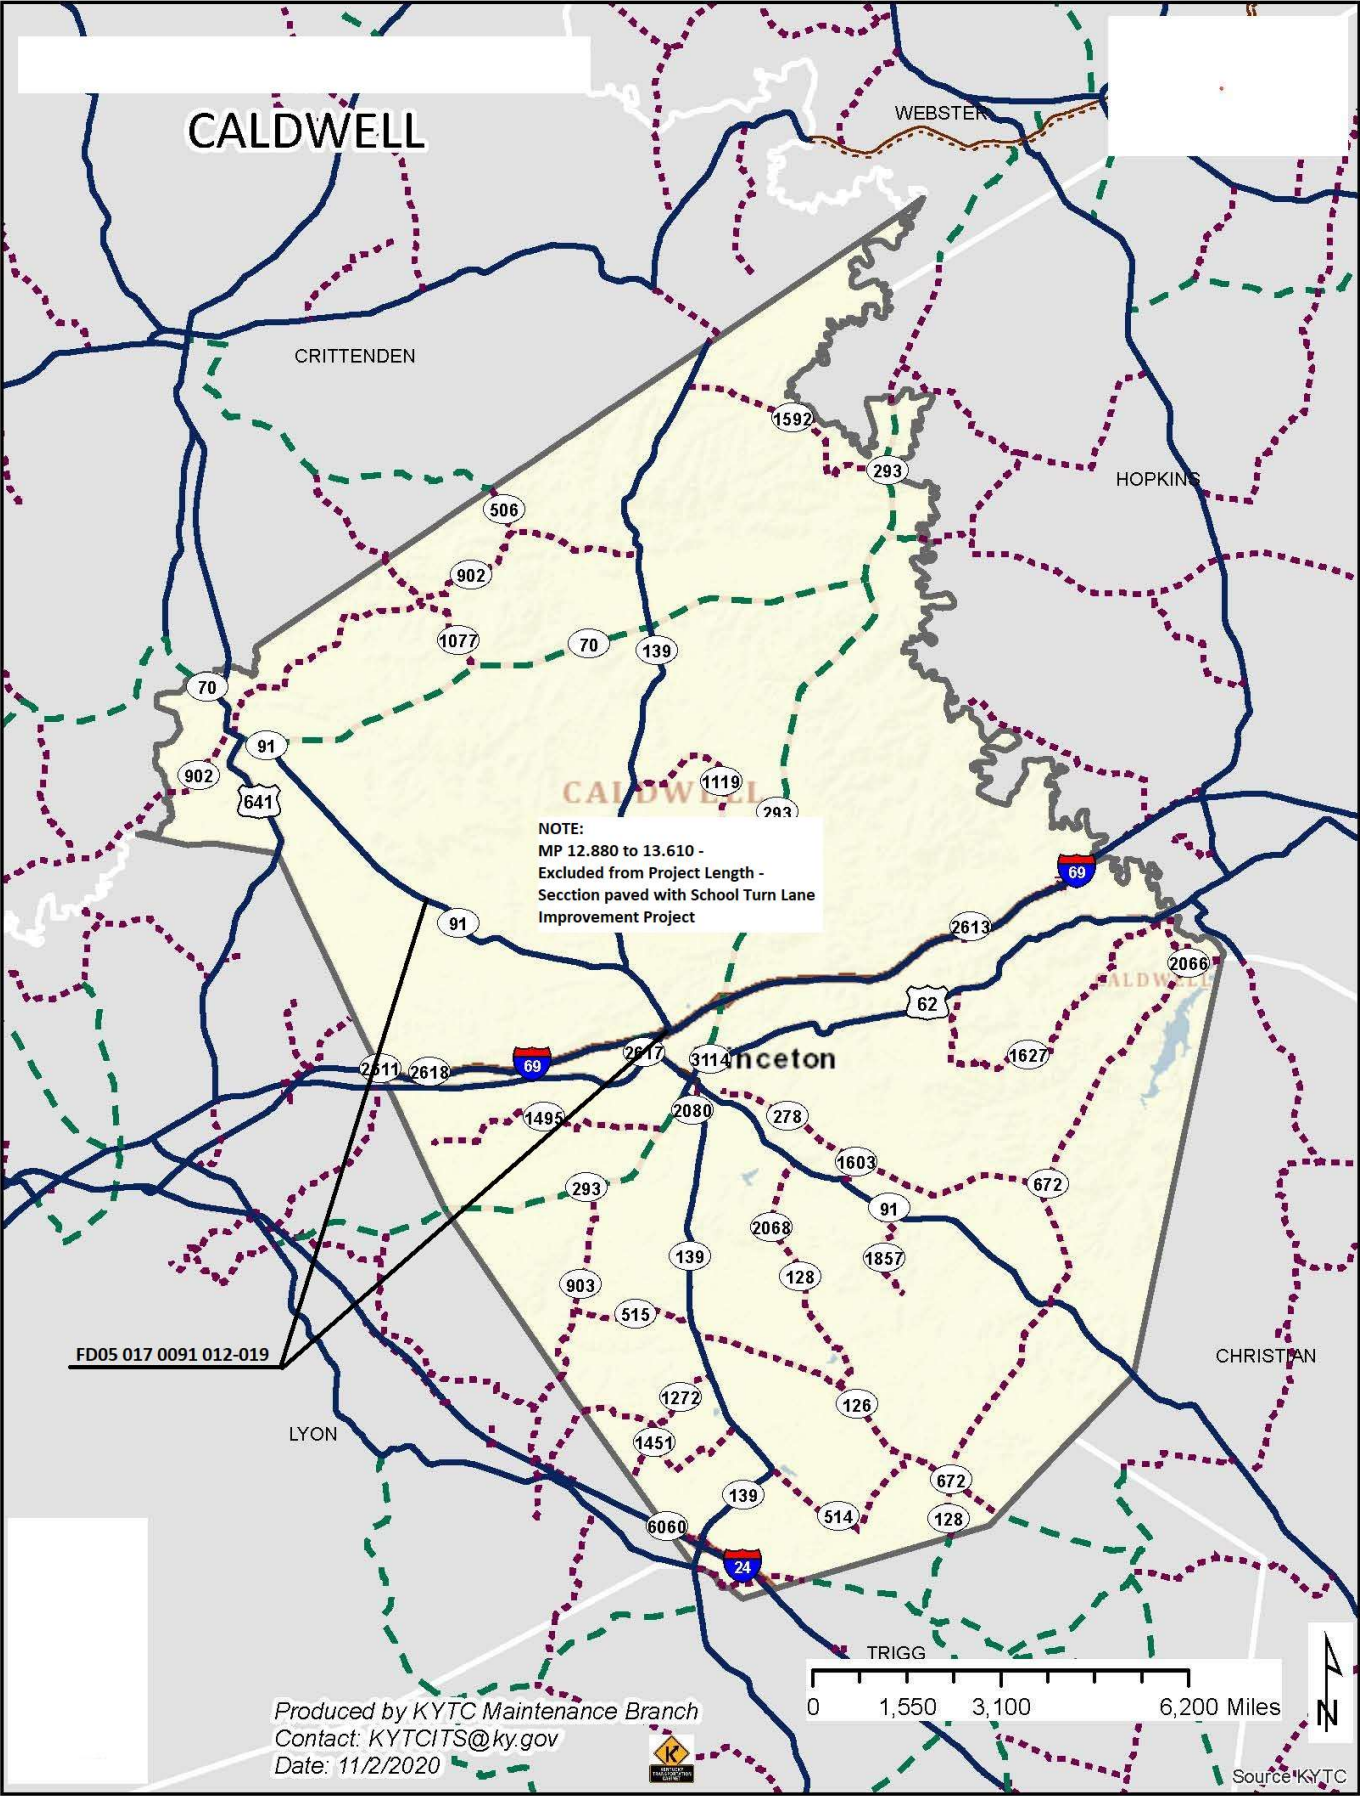 CALDWELL
WEBSTER
CRITTENDEN
1592
293
HOPKINS
506
902
1077
70
139
70
91
902
641
1119
CALDWELL
293
NOTE:
MP 12.880 to 13.610 -
Excluded from Project Length -
Secction paved with School Turn Lane
Improvement Project
69
91
2613
2066
CALDWELL
62
2617
3114
inceton
1627
2611
2618
69
1495
2080
278
1603
672
293
91
2068
139
1857
128
903
515
FD05 017 0091 012-019
CHRISTIAN
1272
126
LYON
1451
672
139
514
128
6060
24
TRIGG
0 1,550 3,100 6,200 Miles
N
Produced by KYTC Maintenance Branch
Contact: KYTCITS@ky.gov
Date: 11/2/2020
K
Source KYTC